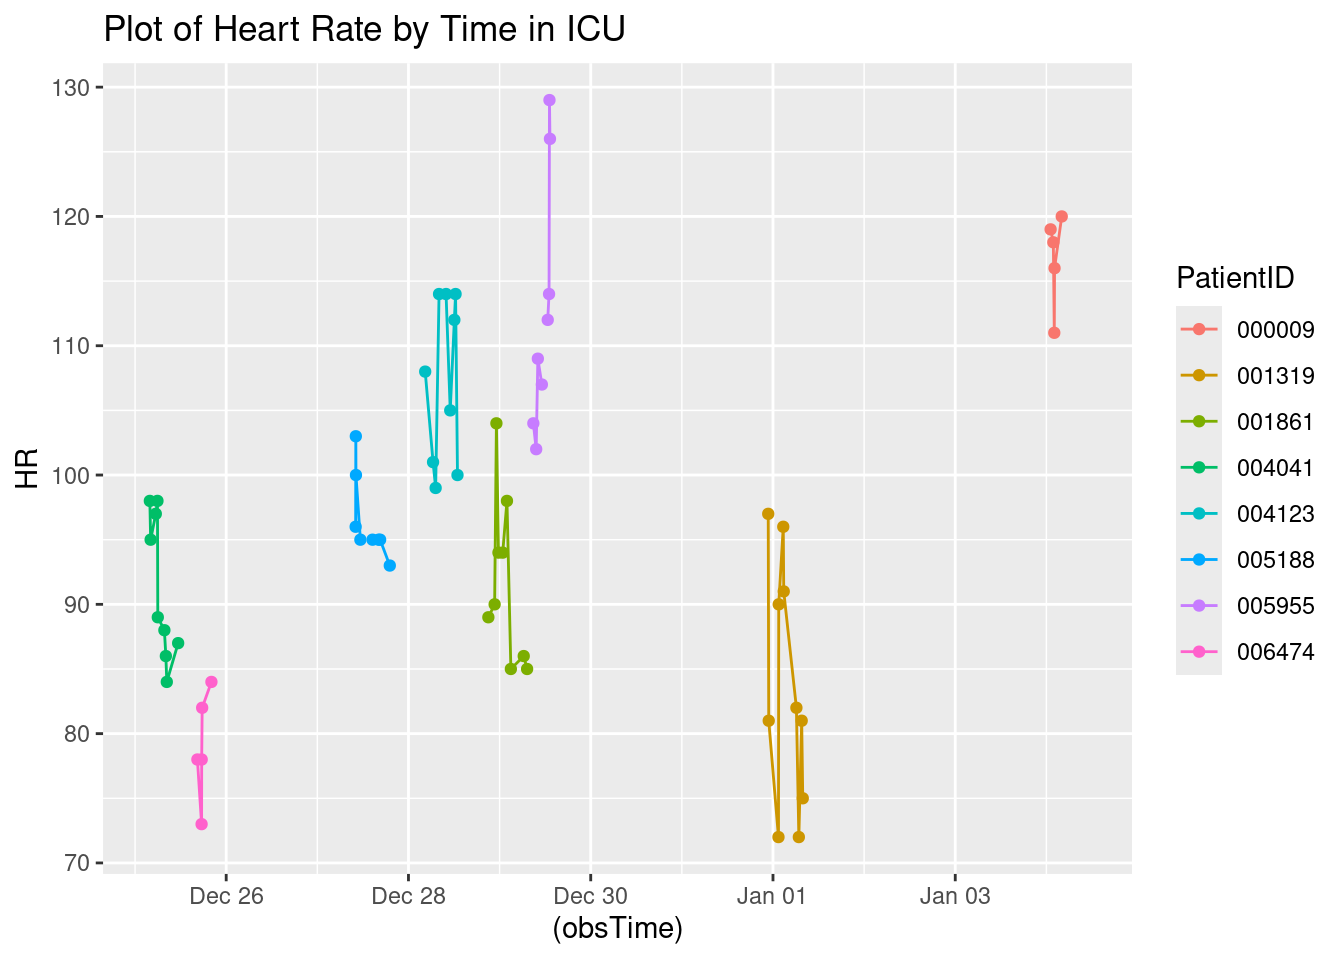 Plot of Heart Rate by Time in ICU
130
120
110
100
90
80
70
HR
Dec 26
Dec 28
Dec 30
Jan 01
Jan 03
(obsTime)
PatientID
000009
001319
001861
004041
004123
005188
005955
006474